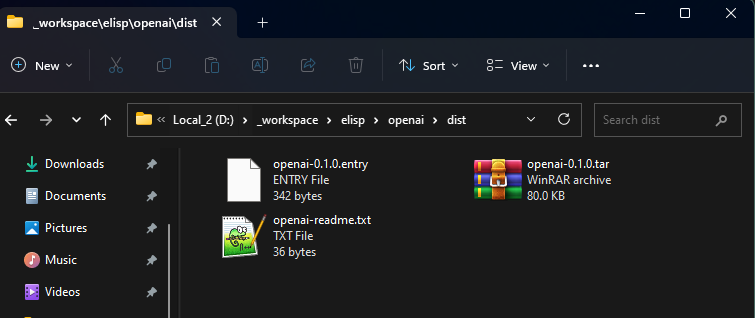 _workspace\elisp\openai\dist
New
Sort
View
Local_2 (D:) _workspace elisp openai dist
Search dist
Downloads
Documents
Pictures
Music
Videos
openai-0.1.0.entry
ENTRY File
342 bytes
openai-0.1.0.tar
WinRAR archive
80.0 KB
openai-readme.txt
TXT File
36 bytes